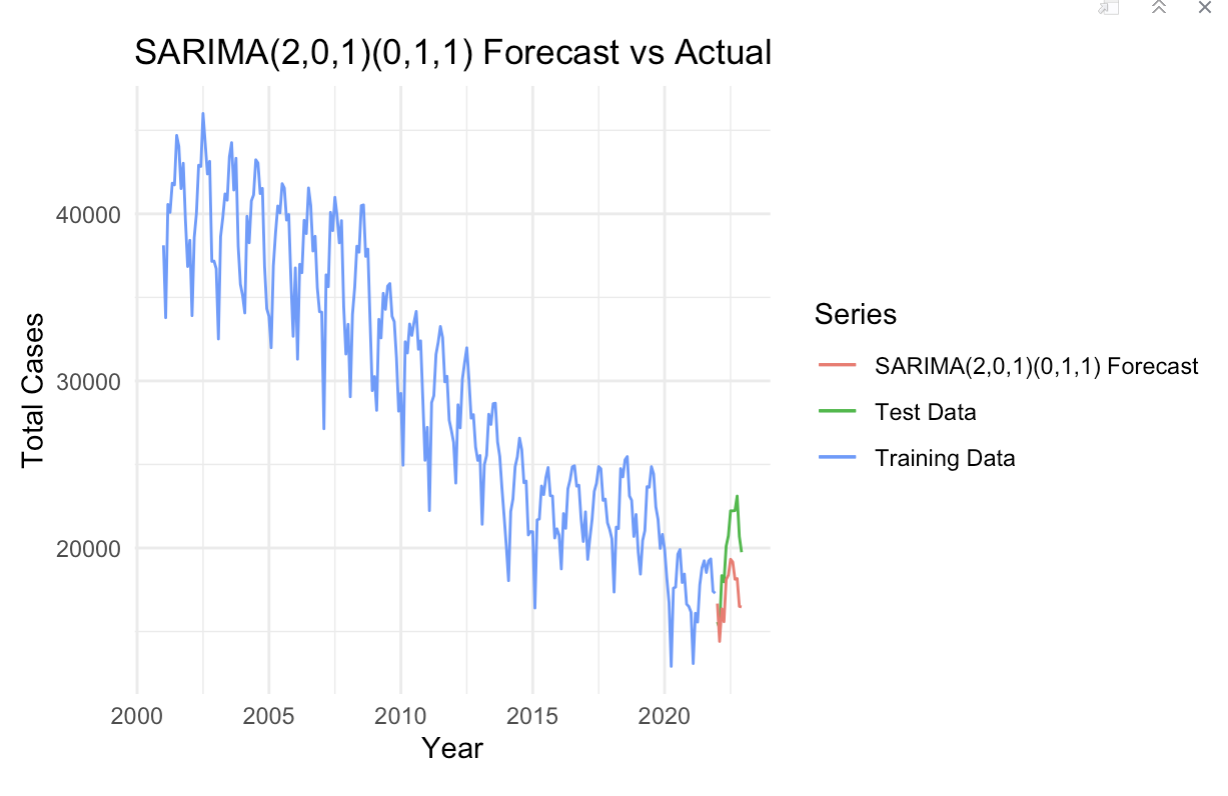 SARIMA(2,0,1)(0,1,1) Forecast vs Actual
Total Cases
40000
30000
20000
2000 2005 2010 2015 2020
Year
Series
SARIMA(2,0,1)(0,1,1) Forecast
Test Data
Training Data